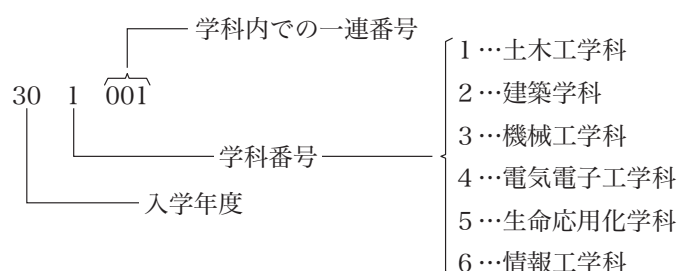 学科内での一連番号
30 1 001
学科番号
入学年度
1…土木工学科
2…建築学科
3…機械工学科
4…電気電子工学科
5…生命応用化学科
6…情報工学科